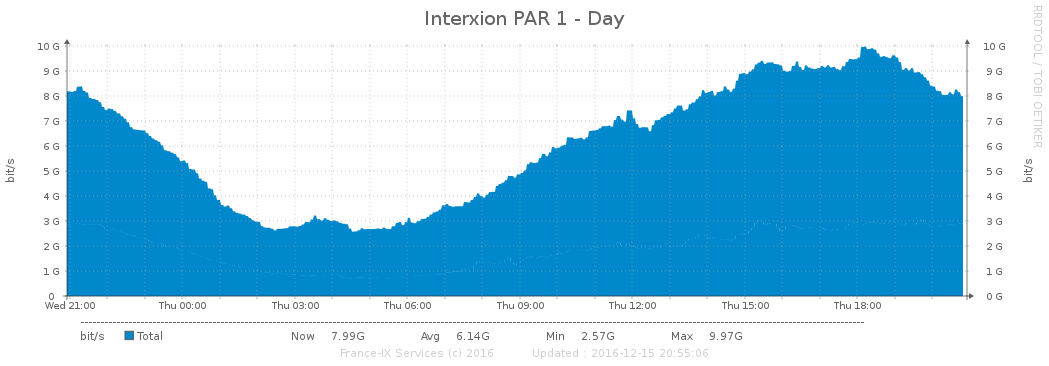 Interxion PAR 1 - Day
RRDTOOL / TOBI OETIKER
10 G 10 G
9 G 9 G
8 G 8 G
7 G 7 G
6 G 6 G
5 G 5 G
4 G 4 G
3 G 3 G
2 G 2 G
1 G 1 G
0 0 G
bit/s bit/s
Wed 21:00 Thu 00:00 Thu 03:00 Thu 06:00 Thu 09:00 Thu 12:00 Thu 15:00 Thu 18:00
bit/s Total Now 7.99G Avg 6.14G Min 2.57G Max 9.97G
France-IX Services (c) 2016 Updated : 2016-12-15 20:55:06